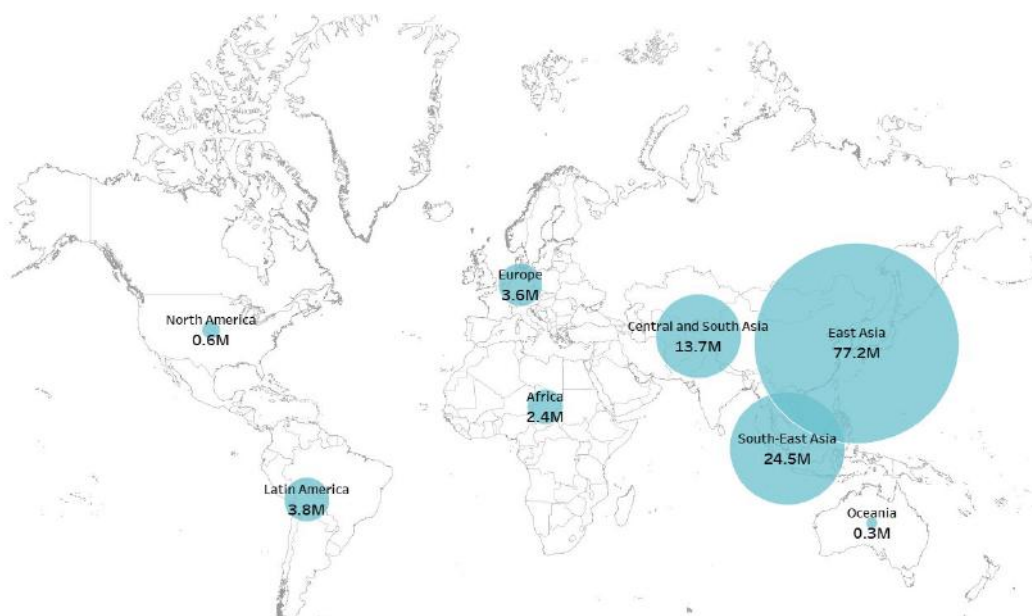 Europe
3.6M
North America
0.6M
Central and South Asia
13.7M
East Asia
77.2M
Africa
2.4M
South-East Asia
24.5M
Latin America
3.8M
Oceania
0.3M